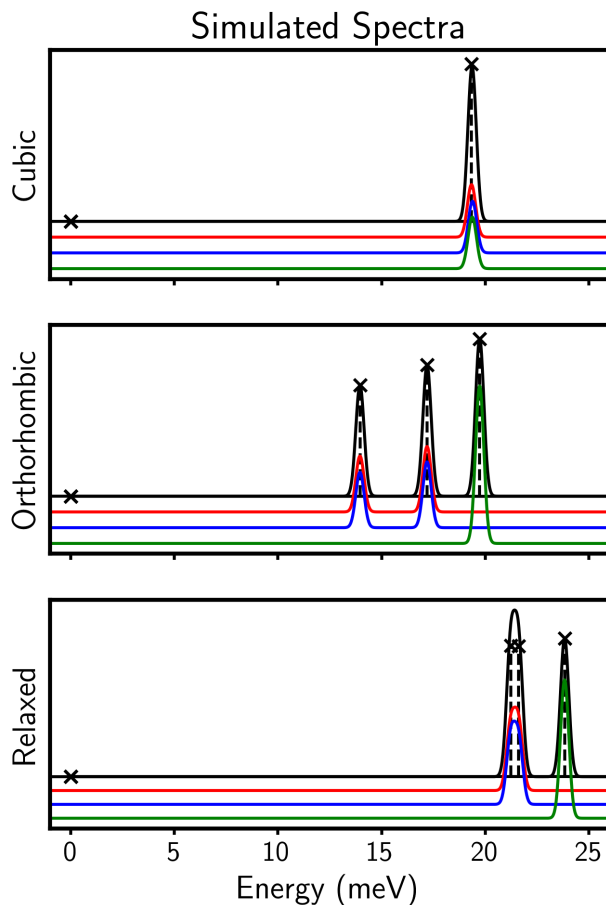 Simulated Spectra
Cubic
Orthorhombic
Relaxed
0 5 10 15 20 25
Energy (meV)